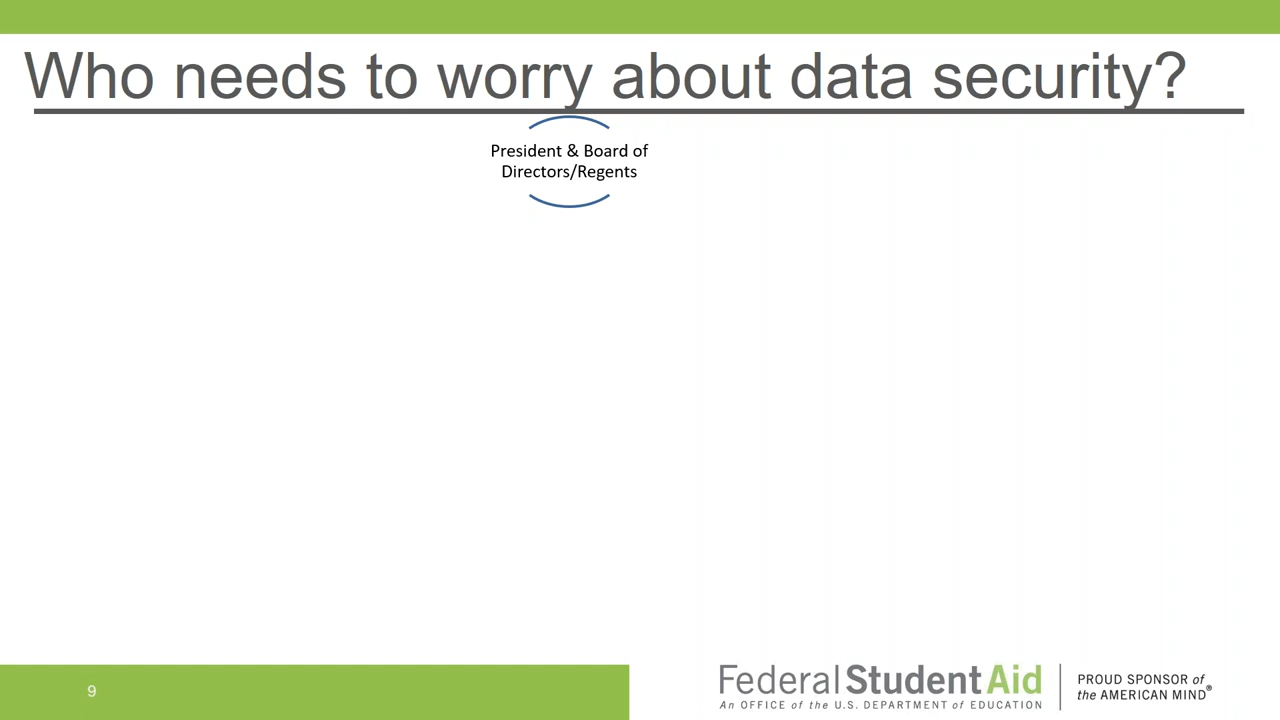 Who needs to worry about data security?
President & Board of
Directors/Regents
9
Federal Student Aid
An OFFICE of the U.S. DEPARTMENT of EDUCATION
PROUD SPONSOR of
the AMERICAN MIND®